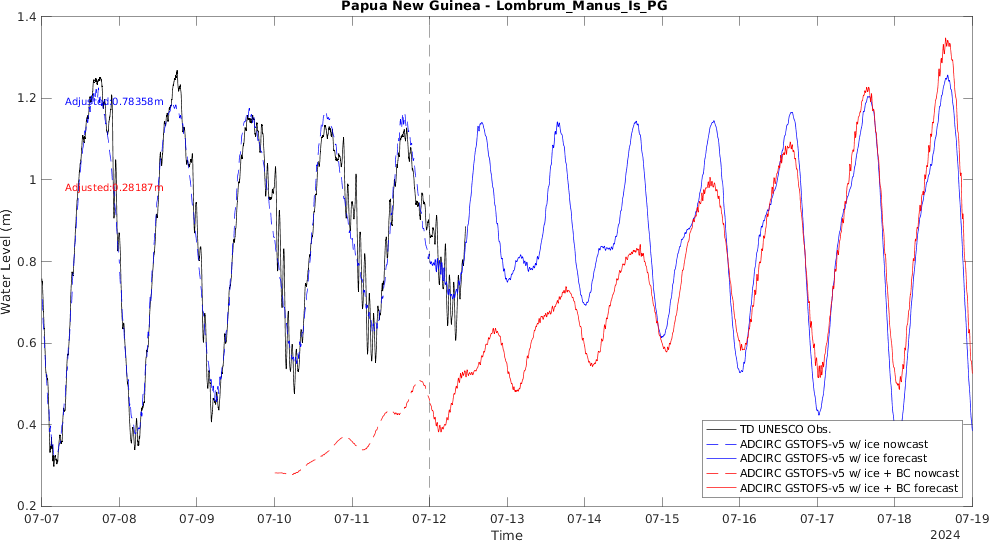 Papua New Guinea - Lombrum_Manus_Is_PG
1.4
1.2
1
0.8
0.6
0.4
0.2
Water Level (m)
Adjusted:0.78358m
Adjusted:0.28187m
TD UNESCO Obs.
ADCIRC GSTOFS-v5 w/ ice nowcast
ADCIRC GSTOFS-v5 w/ ice forecast
ADCIRC GSTOFS-v5 w/ ice + BC nowcast
ADCIRC GSTOFS-v5 w/ ice + BC forecast
07-07 07-08 07-09 07-10 07-11 07-12 07-13 07-14 07-15 07-16 07-17 07-18 07-19
Time
2024